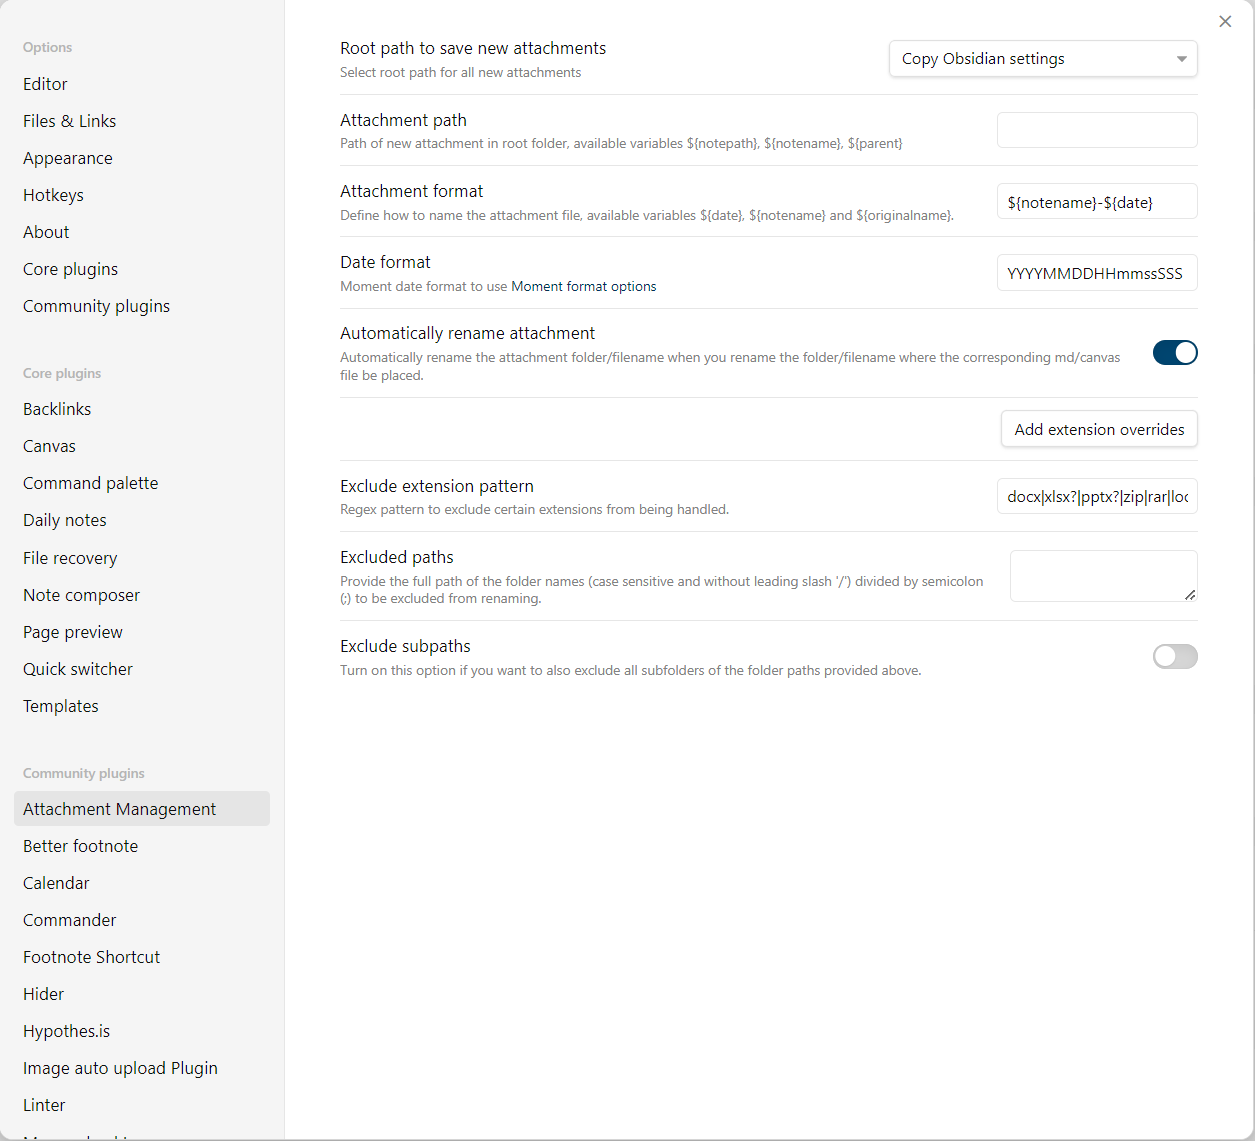 Options
Editor
Files & Links
Appearance
Hotkeys
About
Core plugins
Community plugins
Core plugins
Backlinks
Canvas
Command palette
Daily notes
File recovery
Note composer
Page preview
Quick switcher
Templates
Community plugins
Attachment Management
Better footnote
Calendar
Commander
Footnote Shortcut
Hider
Hypothes.is
Image auto upload Plugin
Linter
Root path to save new attachments
Select root path for all new attachments
Copy Obsidian settings
Attachment path
Path of new attachment in root folder, available variables ${notepath}, ${notename}, ${parent}
Attachment format
Define how to name the attachment file, available variables ${date}, ${notename} and ${originalname}.
${notename}-${date}
Date format
Moment date format to use Moment format options
YYYYMMDDHHmmssSSS
Automatically rename attachment
Automatically rename the attachment folder/filename when you rename the folder/filename where the corresponding md/canvas
file be placed.
Add extension overrides
Exclude extension pattern
Regex pattern to exclude certain extensions from being handled.
docx|xlsx?|pptx?|zip|rar||oc
Excluded paths
Provide the full path of the folder names (case sensitive and without leading slash '/') divided by semicolon
(;) to be excluded from renaming.
Exclude subpaths
Turn on this option if you want to also exclude all subfolders of the folder paths provided above.